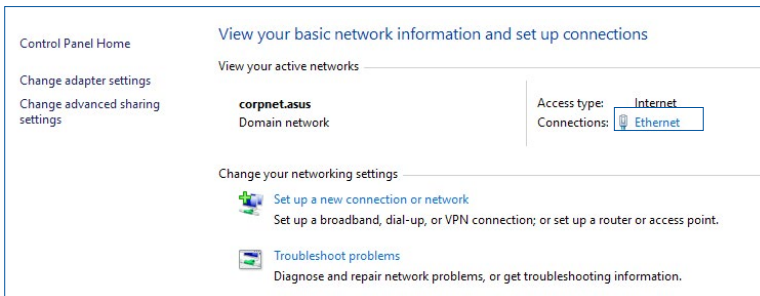 Control Panel Home
Change adapter settings
Change advanced sharing
settings
View your basic network information and set up connections
View your active networks
corpnet.asus
Domain network
Access type: Internet
Connections: Ethernet
Change your networking settings
Set up a new connection or network
Set up a broadband, dial-up, or VPN connection; or set up a router or access point.
Troubleshoot problems
Diagnose and repair network problems, or get troubleshooting information.